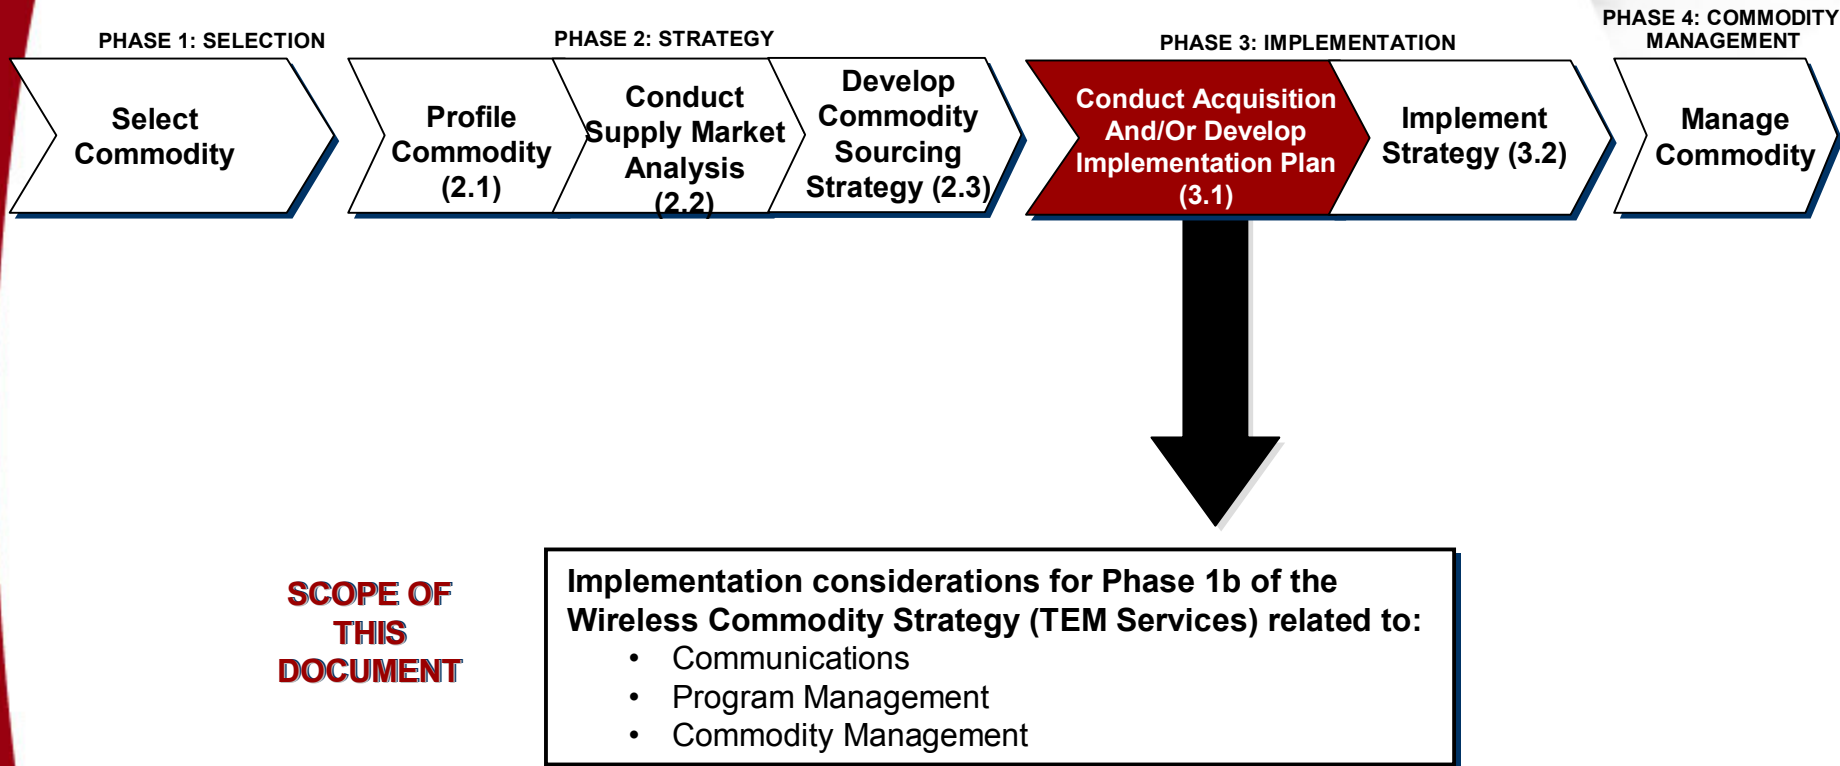 PHASE 1: SELECTION
PHASE 2: STRATEGY
PHASE 3: IMPLEMENTATION
PHASE 4: COMMODITY
MANAGEMENT
Select
Commodity
Profile
Commodity
(2.1)
Conduct
Supply Market
Analysis
(2.2)
Develop
Commodity
Sourcing
Strategy (2.3)
Conduct Acquisition
And/Or Develop
Implementation Plan
(3.1)
Implement
Strategy (3.2)
Manage
Commodity
SCOPE OF
THIS
DOCUMENT
Implementation considerations for Phase 1b of the
Wireless Commodity Strategy (TEM Services) related to:
• Communications
• Program Management
• Commodity Management